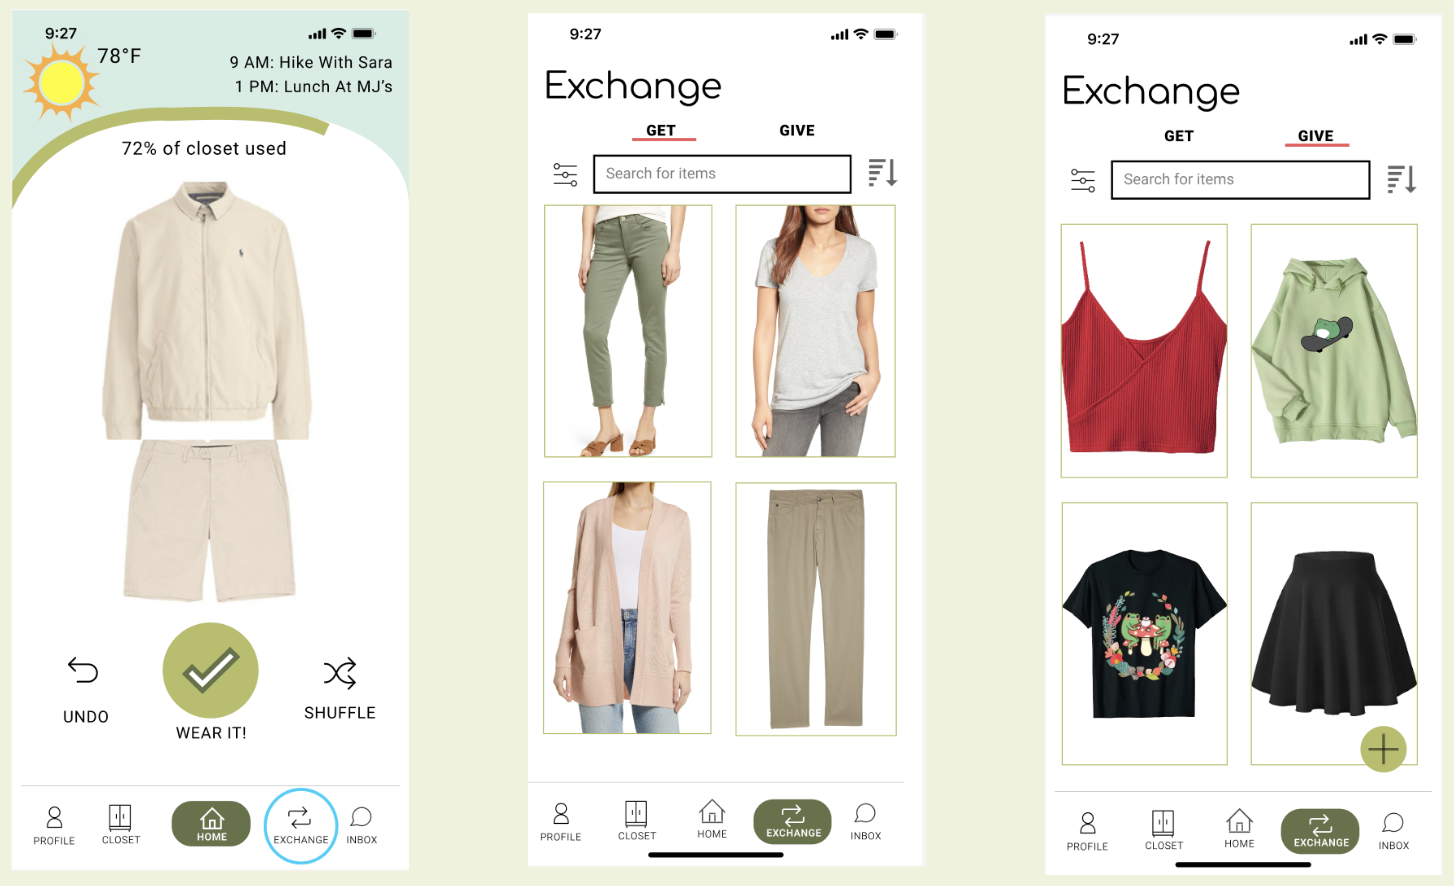 9:27
78°F
9 AM: Hike With Sara
1 PM: Lunch At MJ's
72% of closet used
UNDO
WEAR IT!
SHUFFLE
PROFILE
CLOSET
HOME
EXCHANGE
INBOX
9:27
Exchange
GET
GIVE
Search for items
PROFILE
CLOSET
HOME
EXCHANGE
INBOX
9:27
Exchange
GET
GIVE
Search for items
PROFILE
CLOSET
HOME
EXCHANGE
INBOX